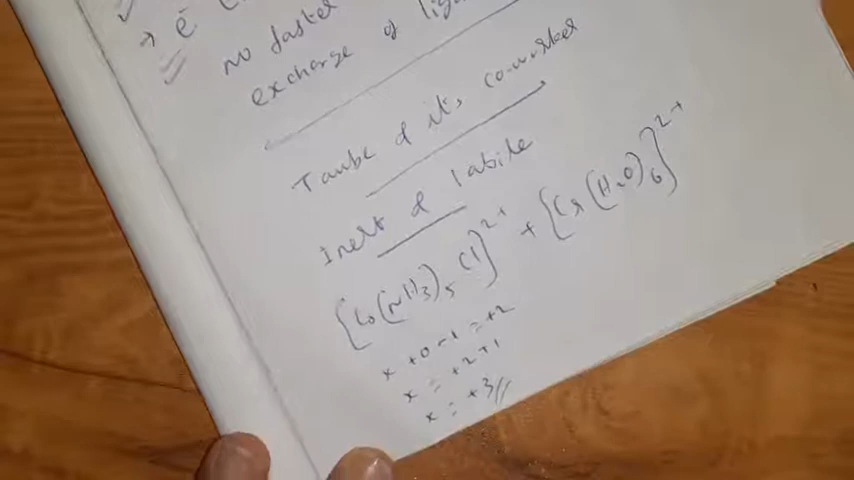 → e
no faster
exchange of
Taube & it's co-worker
Inert & labile
[Co(NH3)5 Cl]2+ + [Cr(H2O)6]2+
x + 0 - 1 = +2
x = +2+1
x = +3//